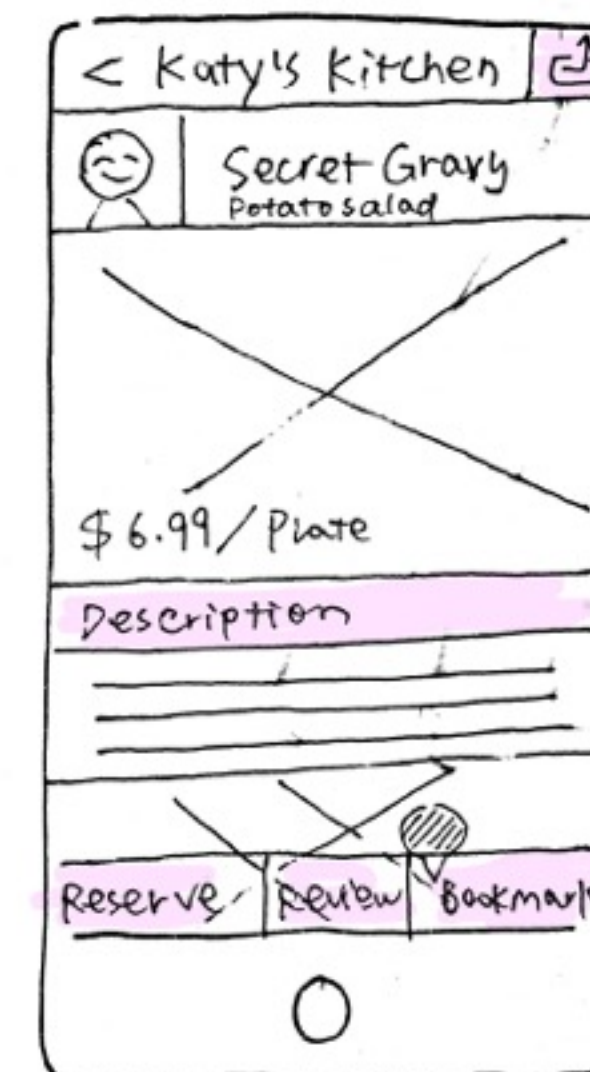 < Katy's Kitchen
Secret Gravy
Potato salad
$6.99/Plate
Description
Reserve
Review
Bookmark